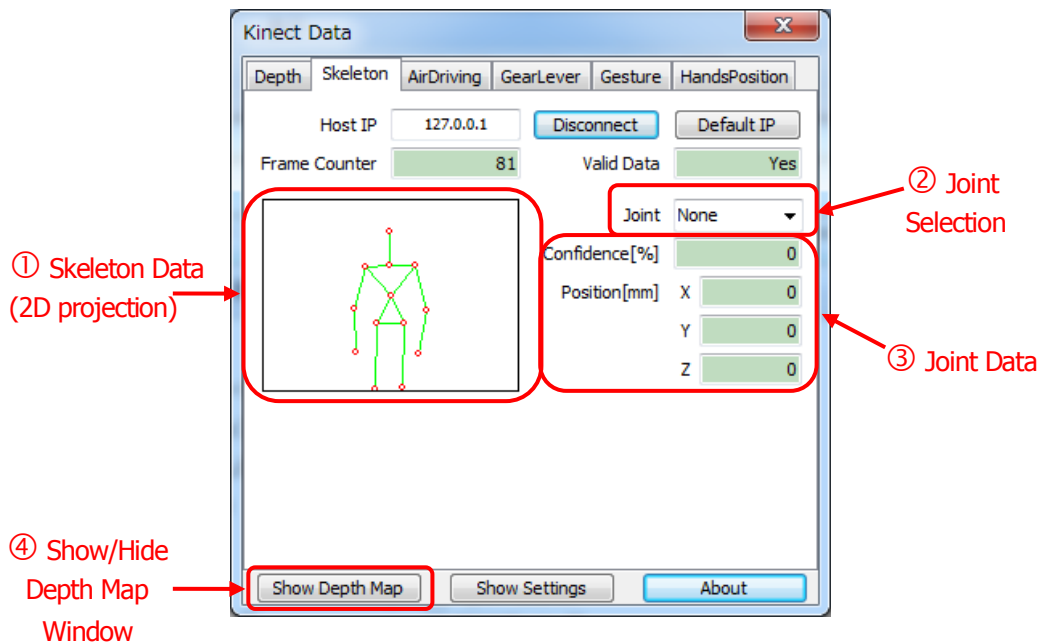 Kinect Data
Depth Skeleton AirDriving GearLever Gesture HandsPosition
Host IP 127.0.0.1 Disconnect Default IP
Frame Counter 81 Valid Data Yes
② Joint
Selection
Joint None
① Skeleton Data
(2D projection)
Confidence[%] 0
Position[mm] X 0
Y 0
Z 0
③ Joint Data
④ Show/Hide
Depth Map
Window
Show Depth Map Show Settings About